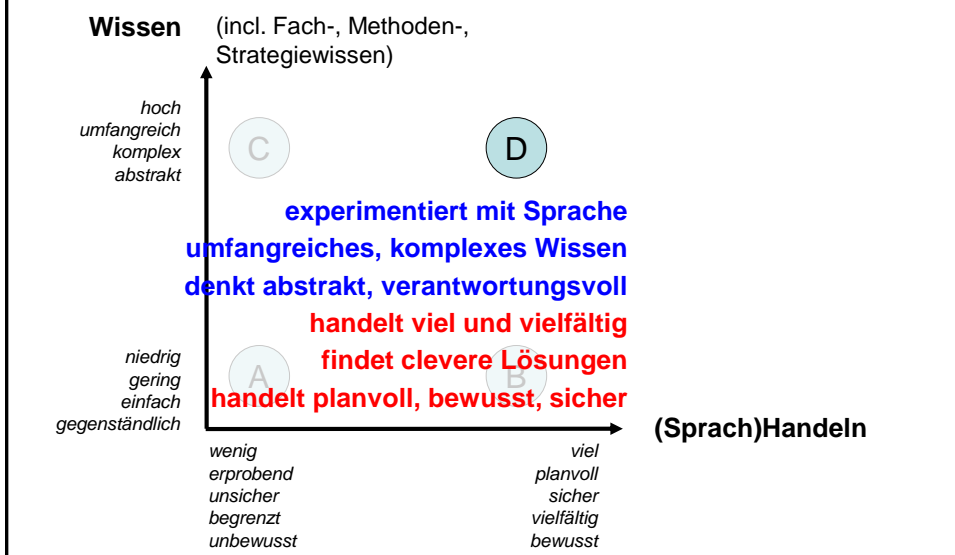 Wissen (incl. Fach-, Methoden-,
Strategiewissen)
hoch
umfangreich
komplex
abstrakt
C
D
experimentiert mit Sprache
umfangreiches, komplexes Wissen
denkt abstrakt, verantwortungsvoll
handelt viel und vielfältig
findet clevere Lösungen
handelt planvoll, bewusst, sicher
niedrig
gering
einfach
gegenständlich
A
B
(Sprach)Handeln
wenig
erprobend
unsicher
begrenzt
unbewusst
viel
planvoll
sicher
vielfältig
bewusst